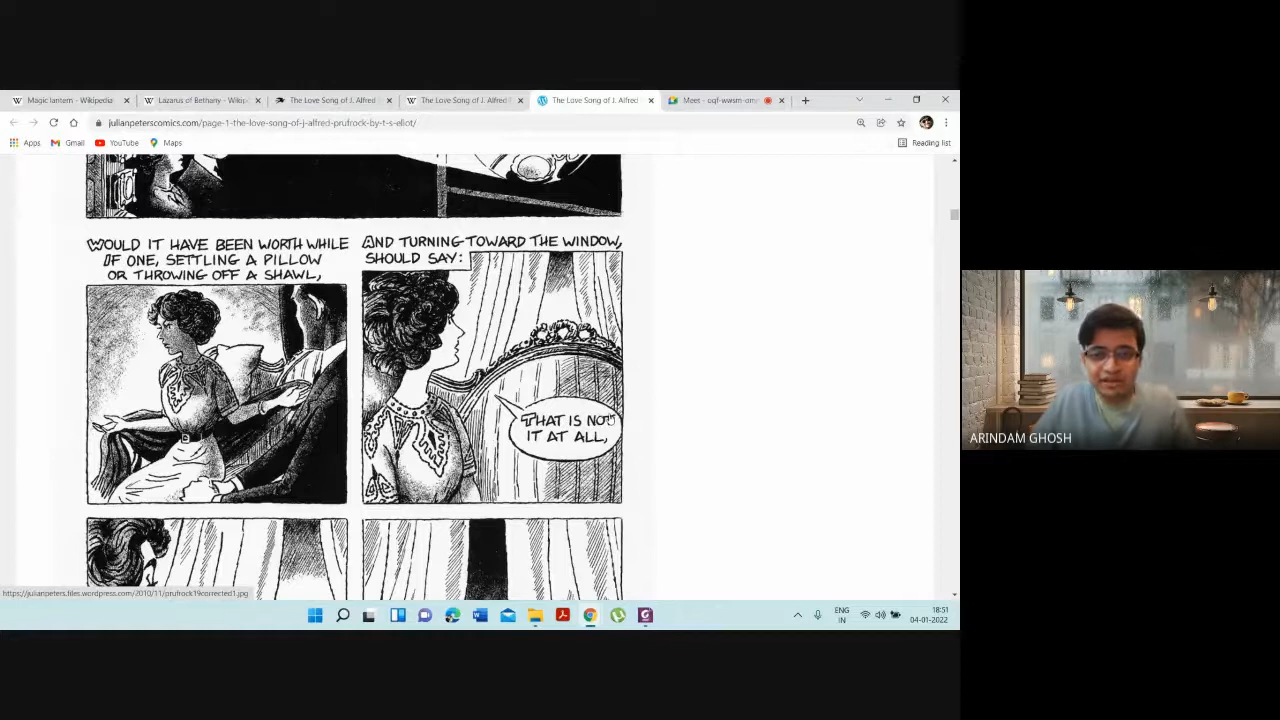 Magic lantern - Wikipedia
Lazarus of Bethany - Wikip
The Love Song of J. Alfred
The Love Song of J. Alfred
The Love Song of J. Alfred
Meet - oqf-wwsm-om
julianpeterscomics.com/page-1-the-love-song-of-j-alfred-prufrock-by-t-s-eliot/
Apps
Gmail
YouTube
Maps
Reading list
WOULD IT HAVE BEEN WORTH WHILE
IF ONE, SETTLING A PILLOW
OR THROWING OFF A SHAWL,
AND TURNING TOWARD THE WINDOW,
SHOULD SAY:
THAT IS NOT
IT AT ALL,
ARINDAM GHOSH
https://julianpeters.files.wordpress.com/2010/11/prufrock19corrected1.jpg
ENG
IN
18:51
04-01-2022